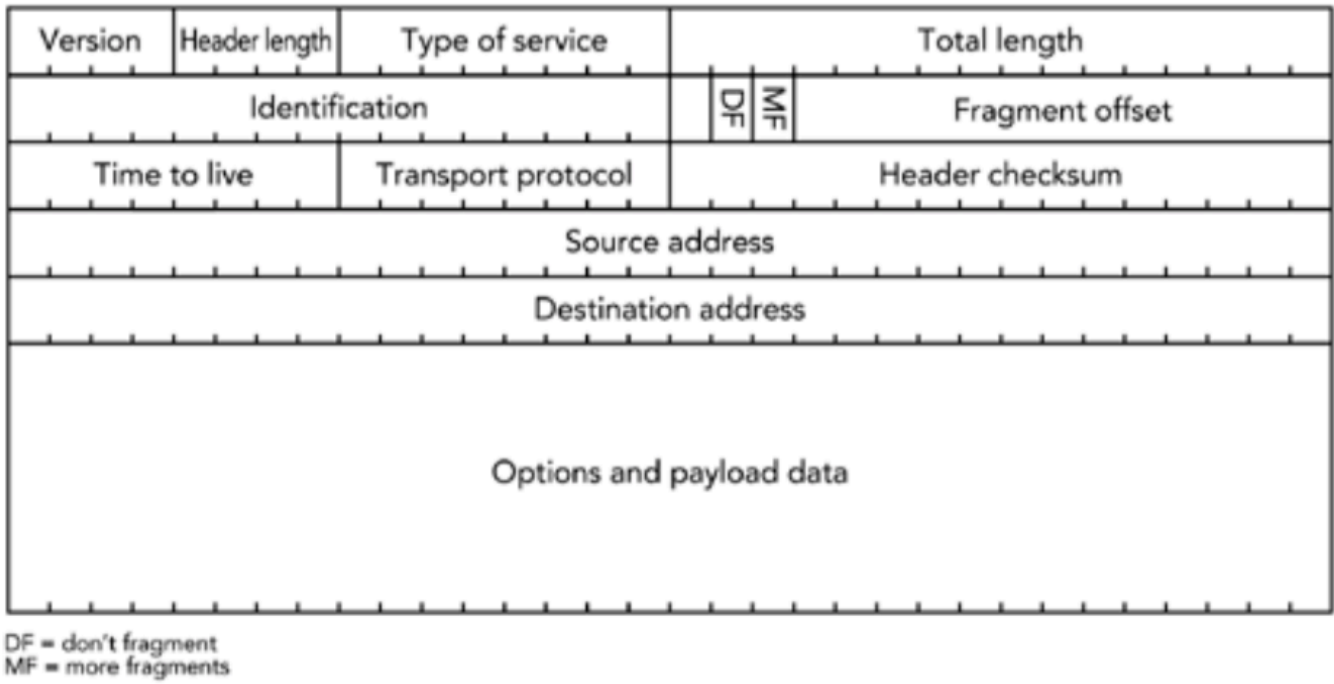 Version Header length Type of service Total length
Identification DF MF Fragment offset
Time to live Transport protocol Header checksum
Source address
Destination address
Options and payload data
DF = don't fragment
MF = more fragments